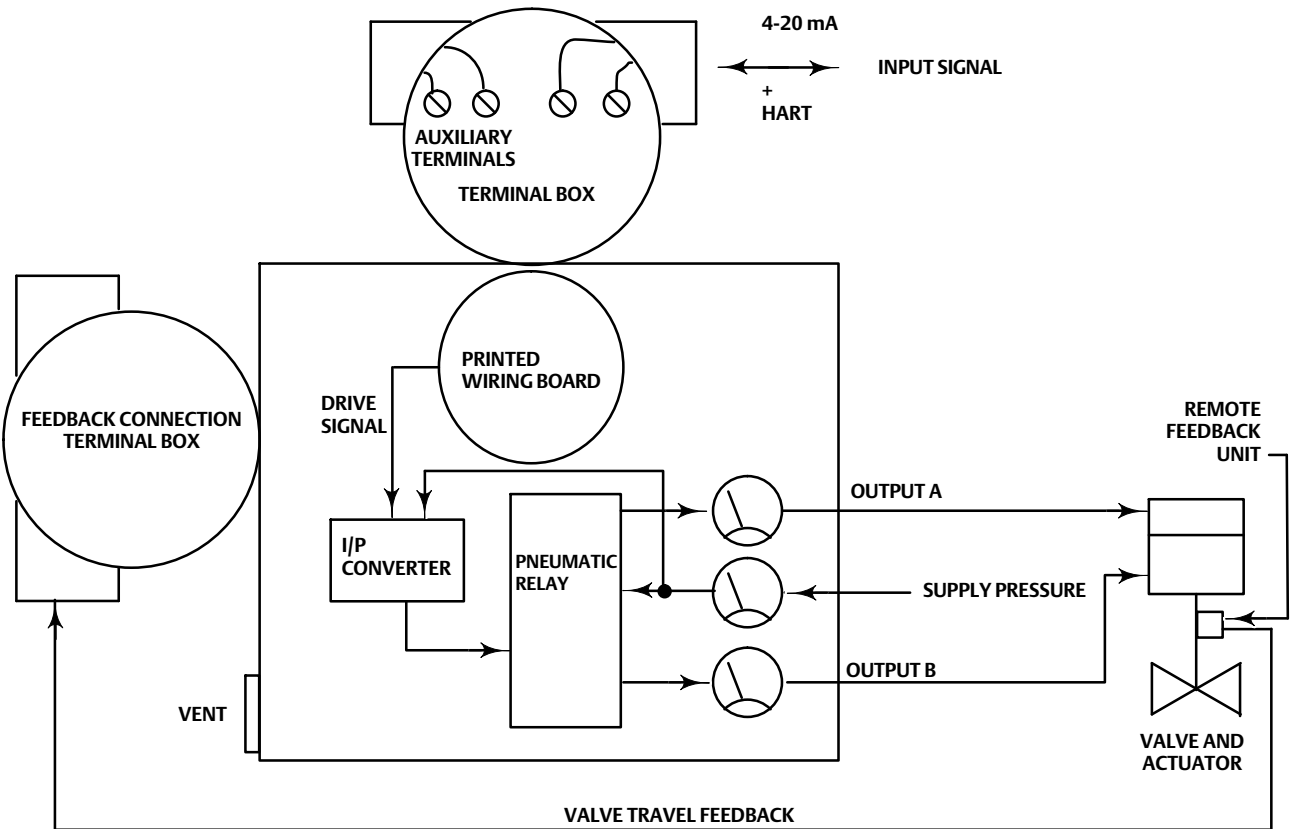 4-20 mA
INPUT SIGNAL
+
HART
AUXILIARY
TERMINALS
TERMINAL BOX
PRINTED
WIRING BOARD
DRIVE
SIGNAL
FEEDBACK CONNECTION
TERMINAL BOX
REMOTE
FEEDBACK
UNIT
OUTPUT A
I/P
CONVERTER
PNEUMATIC
RELAY
SUPPLY PRESSURE
OUTPUT B
VENT
VALVE AND
ACTUATOR
VALVE TRAVEL FEEDBACK